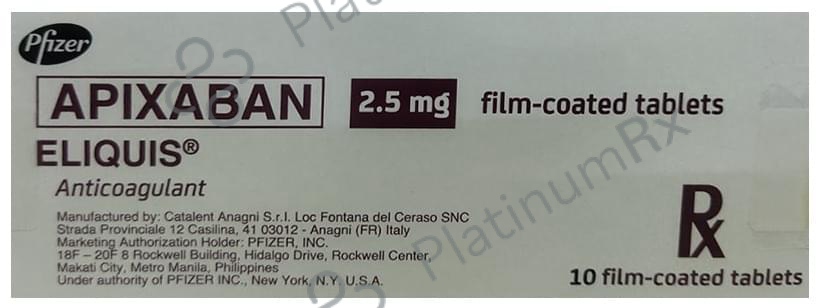 Pfizer
APIXABAN 2.5 mg film-coated tablets
ELIQUIS®
Anticoagulant
Manufactured by: Catalent Anagni S.r.l. Loc Fontana del Ceraso SNC
Strada Provinciale 12 Casilina, 41 03012 - Anagni (FR) Italy
Marketing Authorization Holder: PFIZER, INC.
18F – 20F 8 Rockwell Building, Hidalgo Drive, Rockwell Center,
Makati City, Metro Manila, Philippines
Under authority of PFIZER INC., New York, N.Y. U.S.A.
Rx
10 film-coated tablets
PlatinumRx